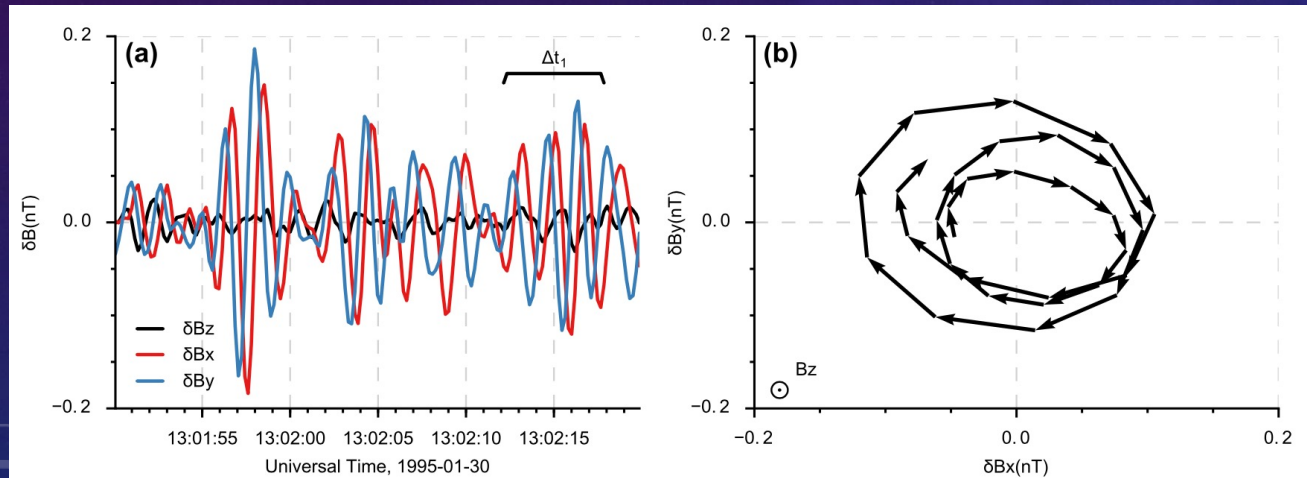 (a)
Δt₁
δB(nT)
0.2
0.0
−0.2
δBz
δBx
δBy
13:01:55 13:02:00 13:02:05 13:02:10 13:02:15
Universal Time, 1995-01-30
(b)
δBy(nT)
0.2
0.0
−0.2
Bz
−0.2 0.0 0.2
δBx(nT)